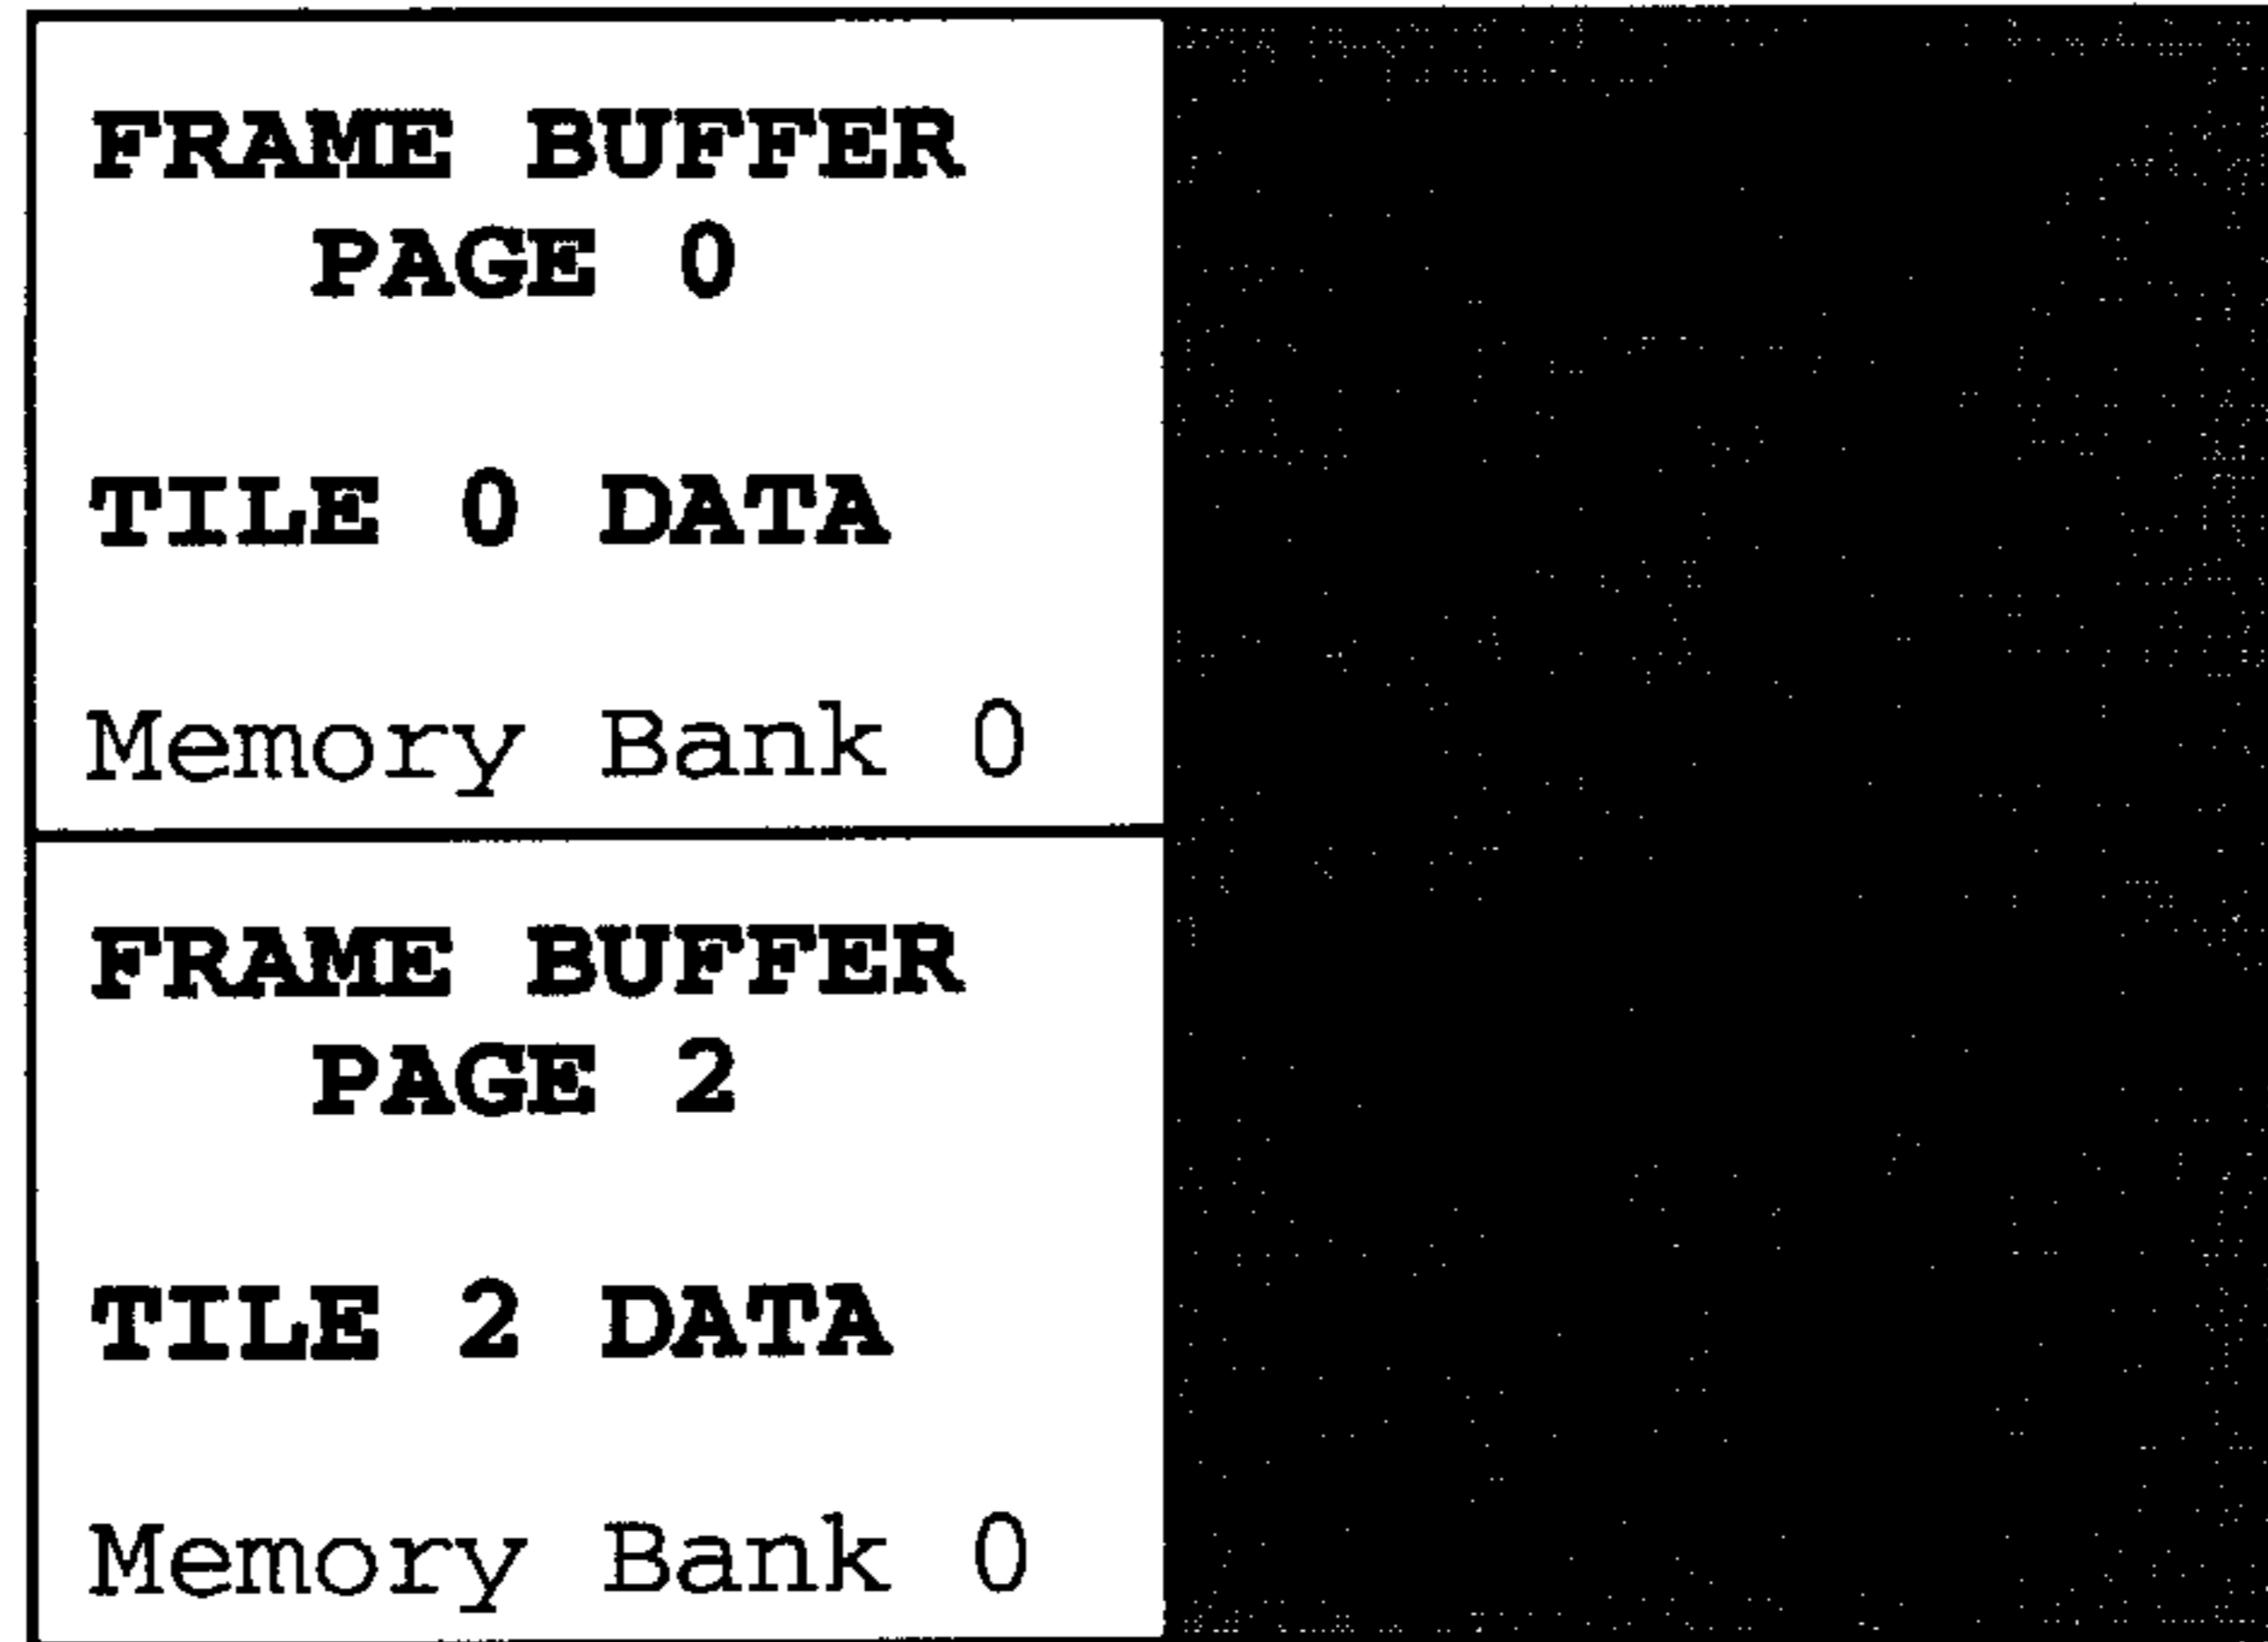 FRAME BUFFER
PAGE 0
TILE 0 DATA
Memory Bank 0
FRAME BUFFER
PAGE 2
TILE 2 DATA
Memory Bank 0